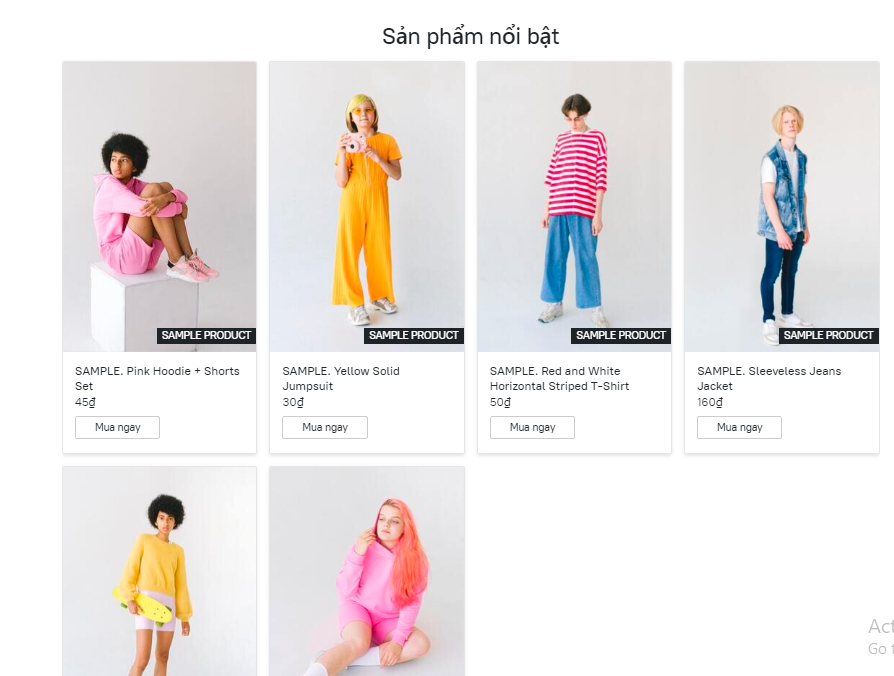 Sản phẩm nổi bật
SAMPLE PRODUCT
SAMPLE PRODUCT
SAMPLE PRODUCT
SAMPLE PRODUCT
SAMPLE. Pink Hoodie + Shorts
Set
45₫
Mua ngay
SAMPLE. Yellow Solid
Jumpsuit
30₫
Mua ngay
SAMPLE. Red and White
Horizontal Striped T-Shirt
50₫
Mua ngay
SAMPLE. Sleeveless Jeans
Jacket
160₫
Mua ngay
Act
Go t